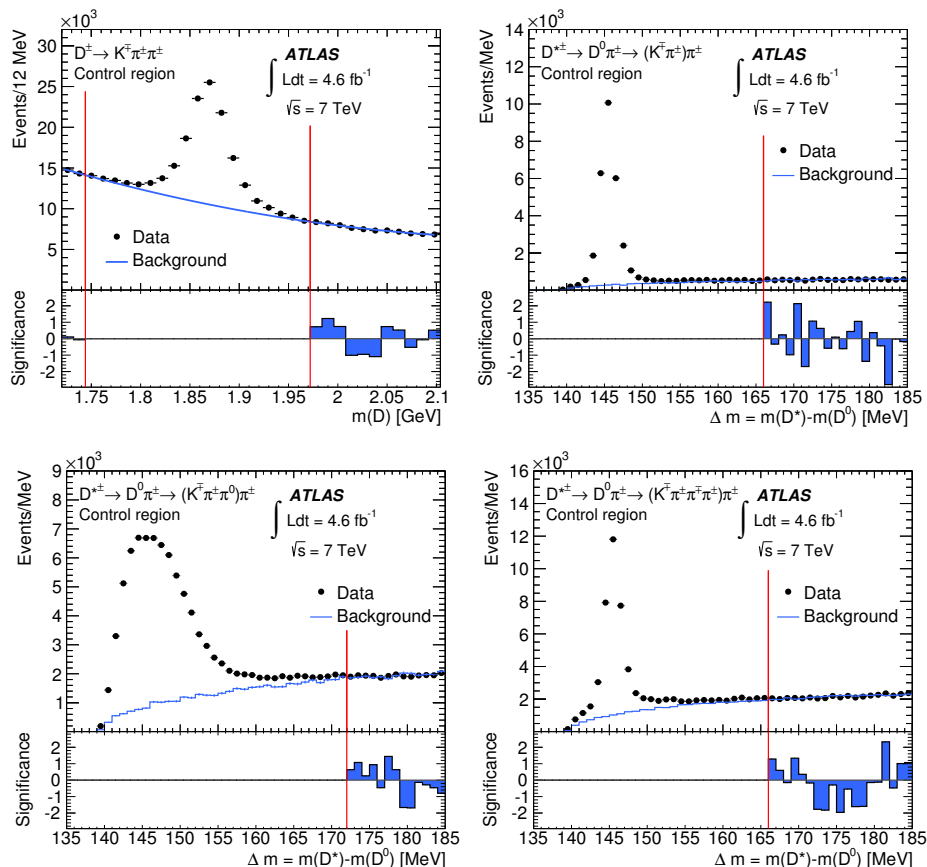 ×10³
D± → K∓π±π±
Control region
ATLAS
∫ Ldt = 4.6 fb⁻¹
√s = 7 TeV
Events/12 MeV
30
25
20
15
10
5
Data
Background
Significance
2
1
0
-1
-2
1.75 1.8 1.85 1.9 1.95 2 2.05 2.1
m(D) [GeV]
×10³
D*± → D⁰π± → (K∓π±)π±
Control region
ATLAS
∫ Ldt = 4.6 fb⁻¹
√s = 7 TeV
Events/MeV
14
12
10
8
6
4
2
Data
Background
Significance
2
1
0
-1
-2
135 140 145 150 155 160 165 170 175 180 185
Δ m = m(D*)-m(D⁰) [MeV]
×10³
D*± → D⁰π± → (K∓π±π⁰)π±
Control region
ATLAS
∫ Ldt = 4.6 fb⁻¹
√s = 7 TeV
Events/MeV
9
8
7
6
5
4
3
2
1
Data
Background
Significance
2
1
0
-1
-2
135 140 145 150 155 160 165 170 175 180 185
Δ m = m(D*)-m(D⁰) [MeV]
×10³
D*± → D⁰π± → (K∓π±π∓π±)π±
Control region
ATLAS
∫ Ldt = 4.6 fb⁻¹
√s = 7 TeV
Events/MeV
16
14
12
10
8
6
4
2
Data
Background
Significance
2
1
0
-1
-2
135 140 145 150 155 160 165 170 175 180 185
Δ m = m(D*)-m(D⁰) [MeV]